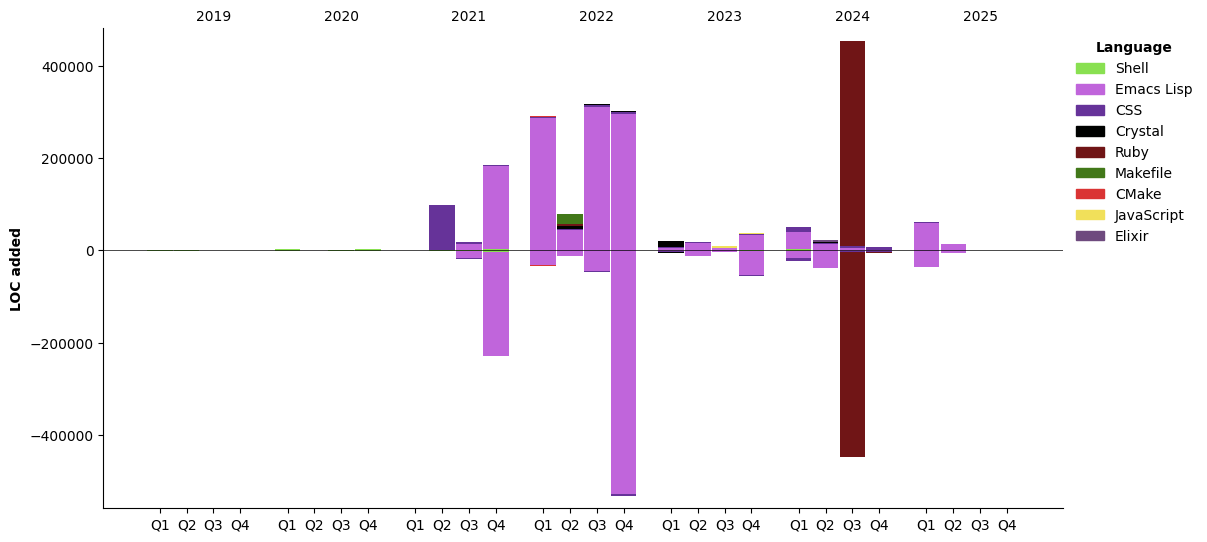 2019 2020 2021 2022 2023 2024 2025
LOC added
400000
200000
0
−200000
−400000
Q1 Q2 Q3 Q4 Q1 Q2 Q3 Q4 Q1 Q2 Q3 Q4 Q1 Q2 Q3 Q4 Q1 Q2 Q3 Q4 Q1 Q2 Q3 Q4 Q1 Q2 Q3 Q4
Language
Shell
Emacs Lisp
CSS
Crystal
Ruby
Makefile
CMake
JavaScript
Elixir